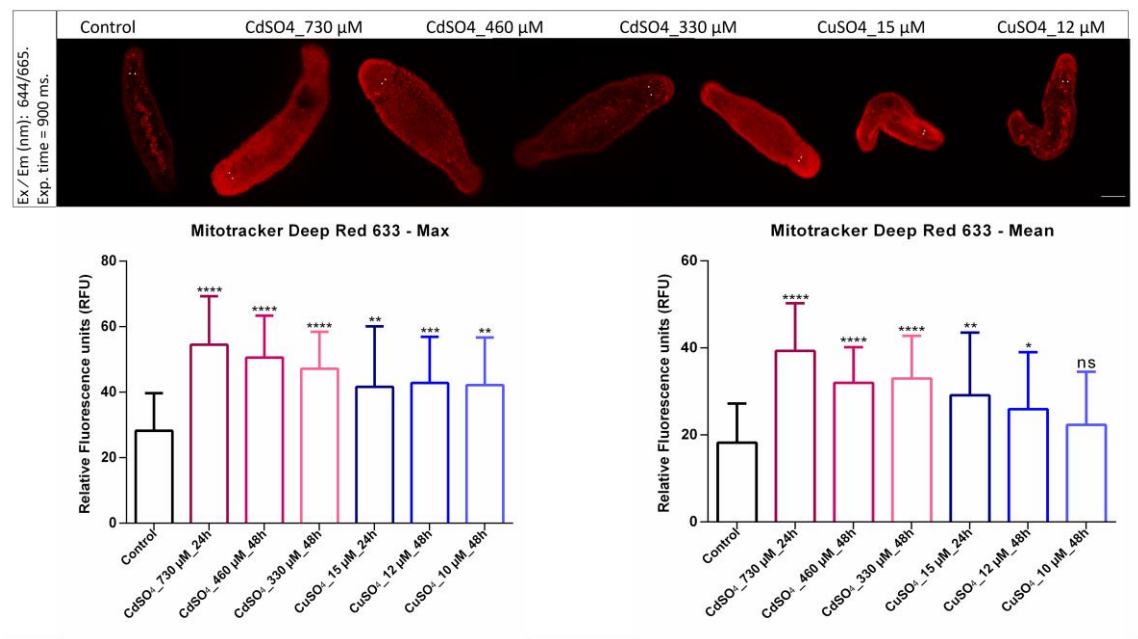 Control CdSO4_730 µM CdSO4_460 µM CdSO4_330 µM CuSO4_15 µM CuSO4_12 µM
Ex / Em (nm): 644/665.
Exp. time = 900 ms.
Mitotracker Deep Red 633 - Max
Relative Fluorescence units (RFU)
80
60
40
20
0
****
****
****
**
***
**
Control
CdSO₄_730 µM_24h
CdSO₄_460 µM_48h
CdSO₄_330 µM_48h
CuSO₄_15 µM_24h
CuSO₄_12 µM_48h
CuSO₄_10 µM_48h
Mitotracker Deep Red 633 - Mean
Relative Fluorescence units (RFU)
60
40
20
0
****
****
****
**
*
ns
Control
CdSO₄_730 µM_24h
CdSO₄_460 µM_48h
CdSO₄_330 µM_48h
CuSO₄_15 µM_24h
CuSO₄_12 µM_48h
CuSO₄_10 µM_48h